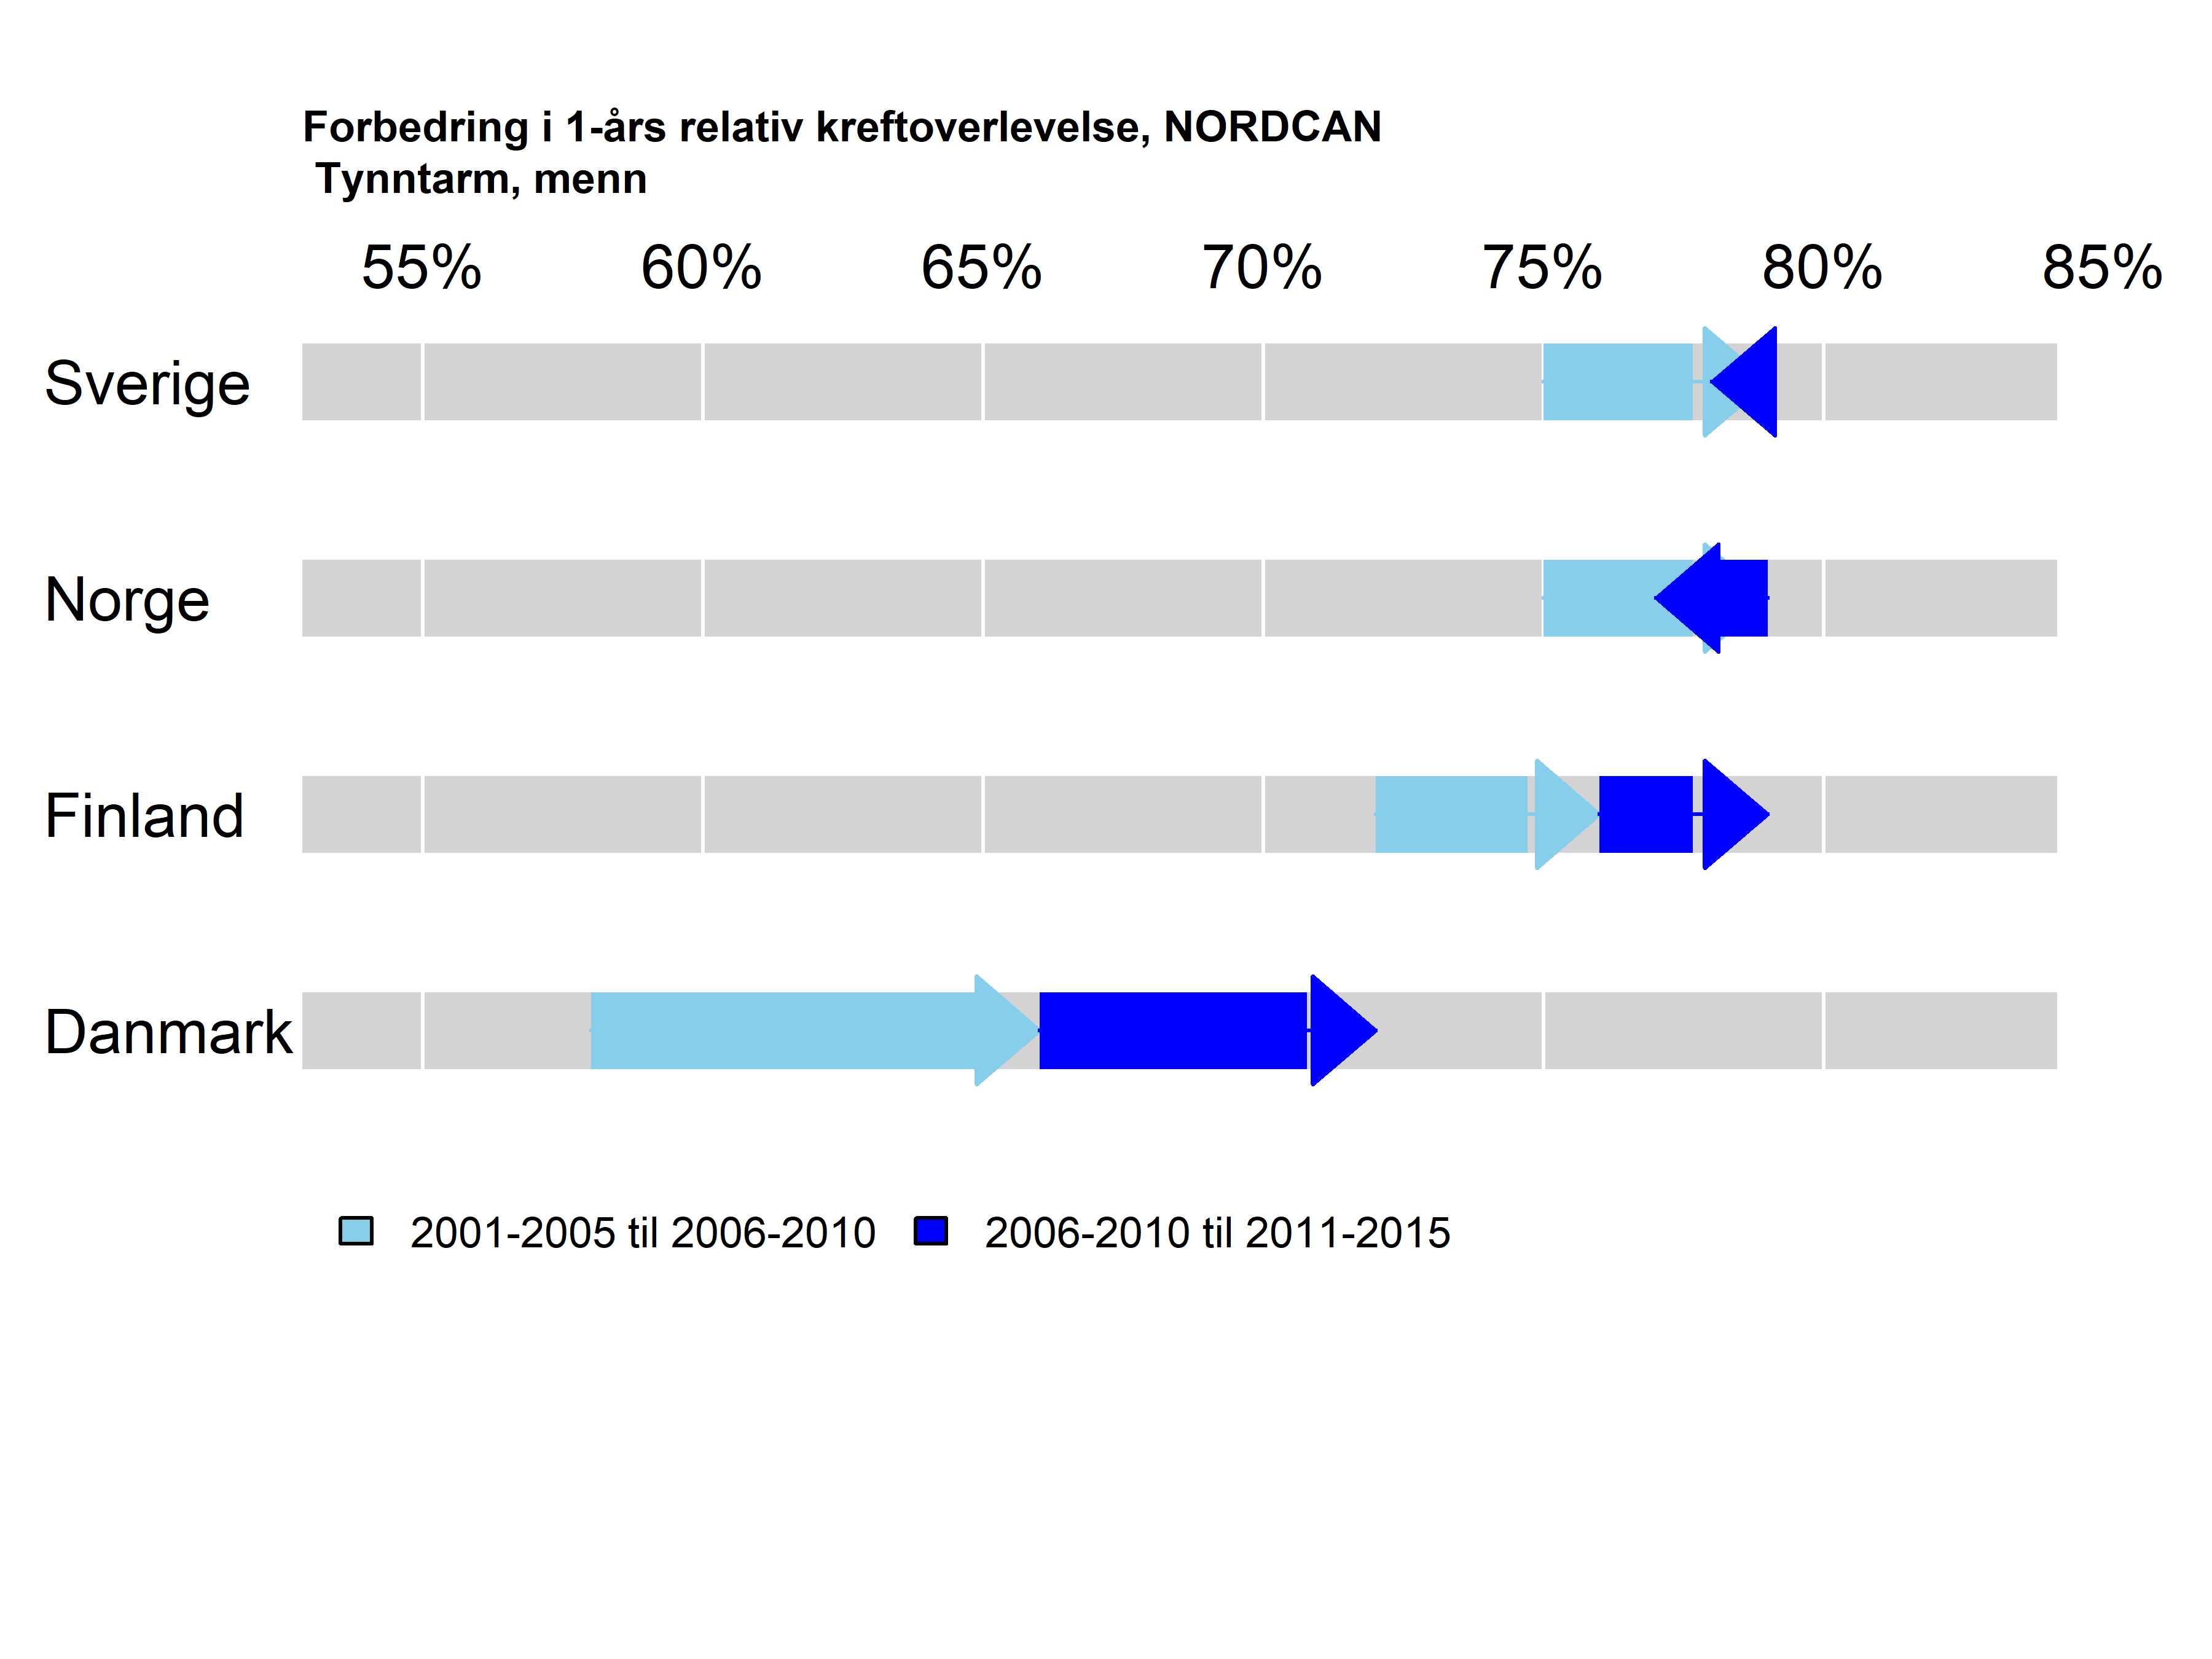 Forbedring i 1-års relativ kreftoverlevelse, NORDCAN
Tynntarm, menn
55% 60% 65% 70% 75% 80% 85%
Sverige
Norge
Finland
Danmark
2001-2005 til 2006-2010 2006-2010 til 2011-2015